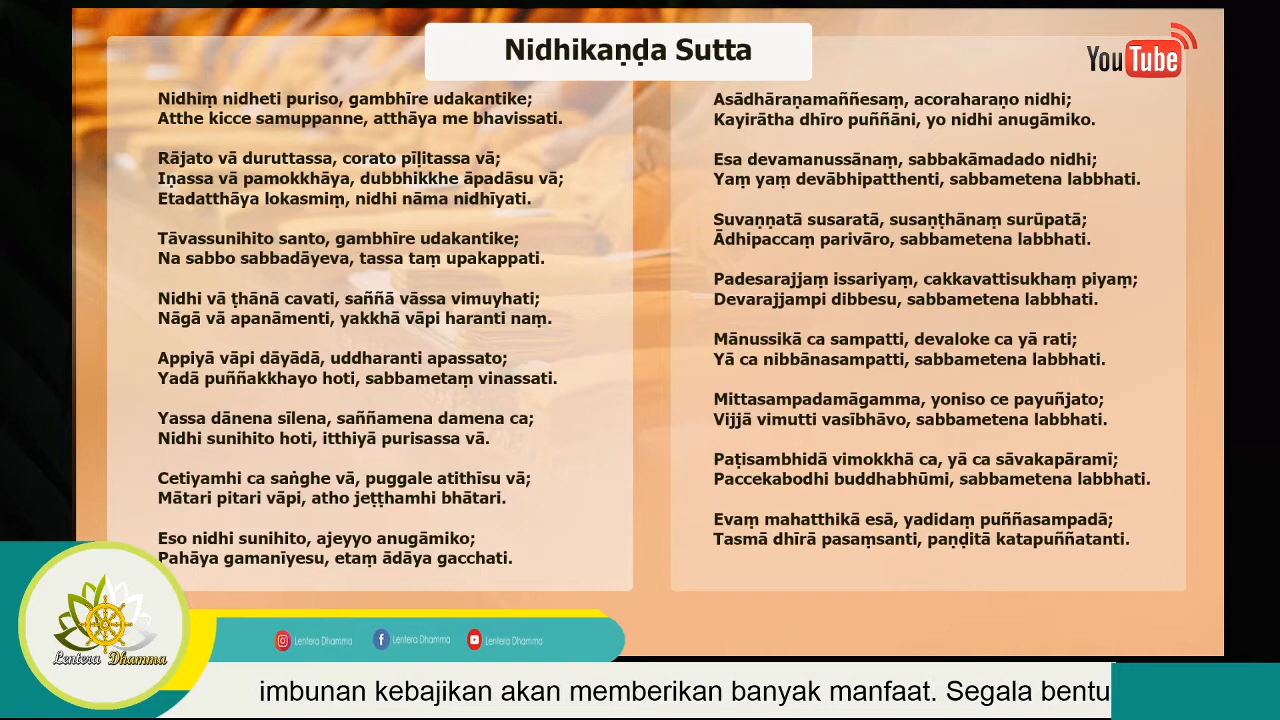 Nidhikaṇḍa Sutta
YouTube
Nidhiṃ nidheti puriso, gambhīre udakantike;
Atthe kicce samuppanne, atthāya me bhavissati.
Rājato vā duruttassa, corato pīḷitassa vā;
Iṇassa vā pamokkhāya, dubbhikkhe āpadāsu vā;
Etadatthāya lokasmiṃ, nidhi nāma nidhīyati.
Tāvassunihito santo, gambhīre udakantike;
Na sabbo sabbadāyeva, tassa taṃ upakappati.
Nidhi vā ṭhānā cavati, saññā vāssa vimuyhati;
Nāgā vā apanāmenti, yakkhā vāpi haranti naṃ.
Appiyā vāpi dāyādā, uddharanti apassato;
Yadā puññakkhayo hoti, sabbametaṃ vinassati.
Yassa dānena sīlena, saññamena damena ca;
Nidhi sunihito hoti, itthiyā purisassa vā.
Cetiyamhi ca saṅghe vā, puggale atithīsu vā;
Mātari pitari vāpi, atho jeṭṭhamhi bhātari.
Eso nidhi sunihito, ajeyyo anugāmiko;
Pahāya gamanīyesu, etaṃ ādāya gacchati.
Asādhāraṇamaññesaṃ, acoraharaṇo nidhi;
Kayirātha dhīro puññāni, yo nidhi anugāmiko.
Esa devamanussānaṃ, sabbakāmadado nidhi;
Yaṃ yaṃ devābhipatthenti, sabbametena labbhati.
Suvaṇṇatā susaratā, susaṇṭhānaṃ surūpatā;
Ādhipaccaṃ parivāro, sabbametena labbhati.
Padesarajjaṃ issariyaṃ, cakkavattisukhaṃ piyaṃ;
Devarajjampi dibbesu, sabbametena labbhati.
Mānussikā ca sampatti, devaloke ca yā rati;
Yā ca nibbānasampatti, sabbametena labbhati.
Mittasampadamāgamma, yoniso ce payuñjato;
Vijjā vimutti vasībhāvo, sabbametena labbhati.
Paṭisambhidā vimokkhā ca, yā ca sāvakapāramī;
Paccekabodhi buddhabhūmi, sabbametena labbhati.
Evaṃ mahatthikā esā, yadidaṃ puññasampadā;
Tasmā dhīrā pasaṃsanti, paṇḍitā katapuññatanti.
Lentera Dhamma
Lentera Dhamma
Lentera Dhamma
Lentera Dhamma
imbunan kebajikan akan memberikan banyak manfaat. Segala bentu